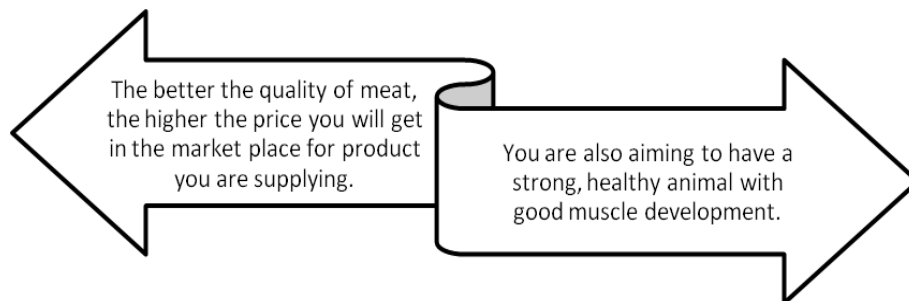 The better the quality of meat,
the higher the price you will get
in the market place for product
you are supplying.
You are also aiming to have a
strong, healthy animal with
good muscle development.